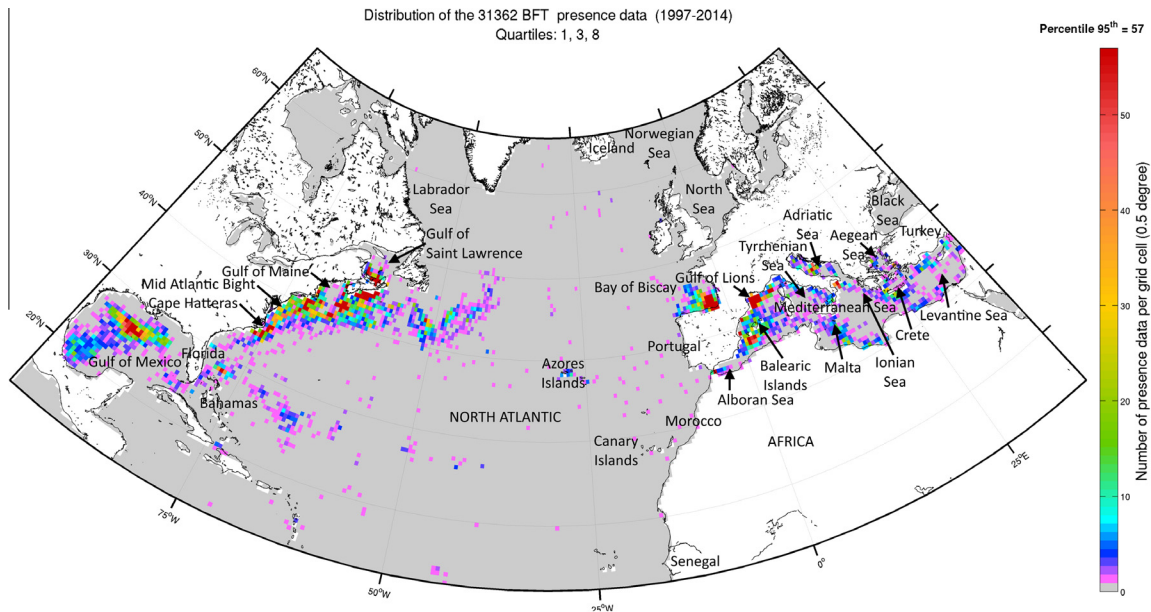 Distribution of the 31362 BFT presence data (1997-2014)
Quartiles: 1, 3, 8
Percentile 95th = 57
60°N
50°N
40°N
30°N
20°N
75°W
50°W
25°W
0°
25°E
Norwegian
Sea
Iceland
Labrador
Sea
North
Sea
Black
Sea
Adriatic
Sea
Aegean
Sea
Turkey
Gulf of
Saint Lawrence
Tyrrhenian
Sea
Gulf of Maine
Gulf of Lions
Mid Atlantic Bight
Bay of Biscay
Cape Hatteras
Mediterranean Sea
Levantine Sea
Crete
Florida
Portugal
Gulf of Mexico
Azores
Islands
Balearic
Islands
Malta
Ionian
Sea
Alboran Sea
Bahamas
NORTH ATLANTIC
Morocco
Canary
Islands
AFRICA
Senegal
50
40
30
20
10
0
Number of presence data per grid cell (0.5 degree)